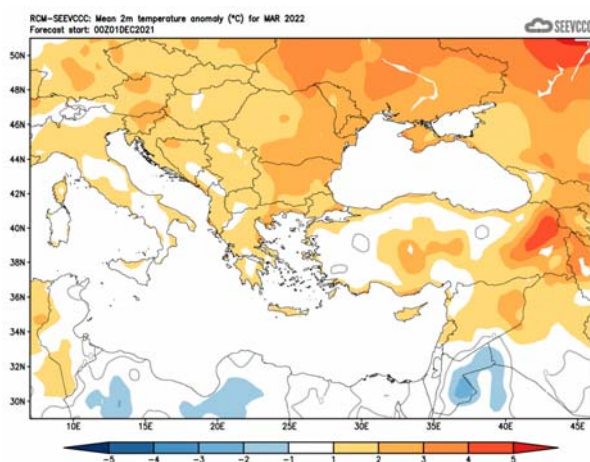 RCM-SEEVCCC: Mean 2m temperature anomaly (°C) for MAR 2022
Forecast start: 00Z01DEC2021
SEEVCCC
50N
48N
46N
44N
42N
40N
38N
36N
34N
32N
30N
10E 15E 20E 25E 30E 35E 40E 45E
-5 -4 -3 -2 -1 1 2 3 4 5